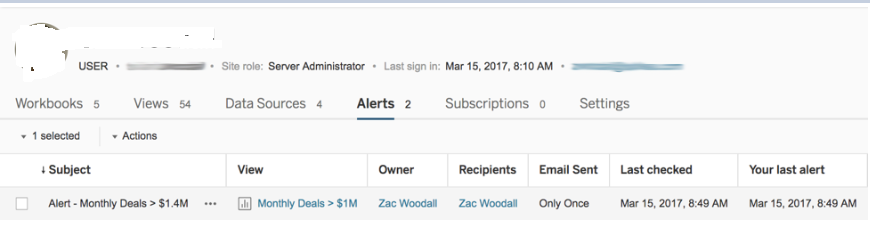 USER • • Site role: Server Administrator • Last sign in: Mar 15, 2017, 8:10 AM •
Workbooks 5 Views 54 Data Sources 4 Alerts 2 Subscriptions 0 Settings
▾ 1 selected ▾ Actions
↓ Subject View Owner Recipients Email Sent Last checked Your last alert
Alert - Monthly Deals > $1.4M ••• Monthly Deals > $1M Zac Woodall Zac Woodall Only Once Mar 15, 2017, 8:49 AM Mar 15, 2017, 8:49 AM